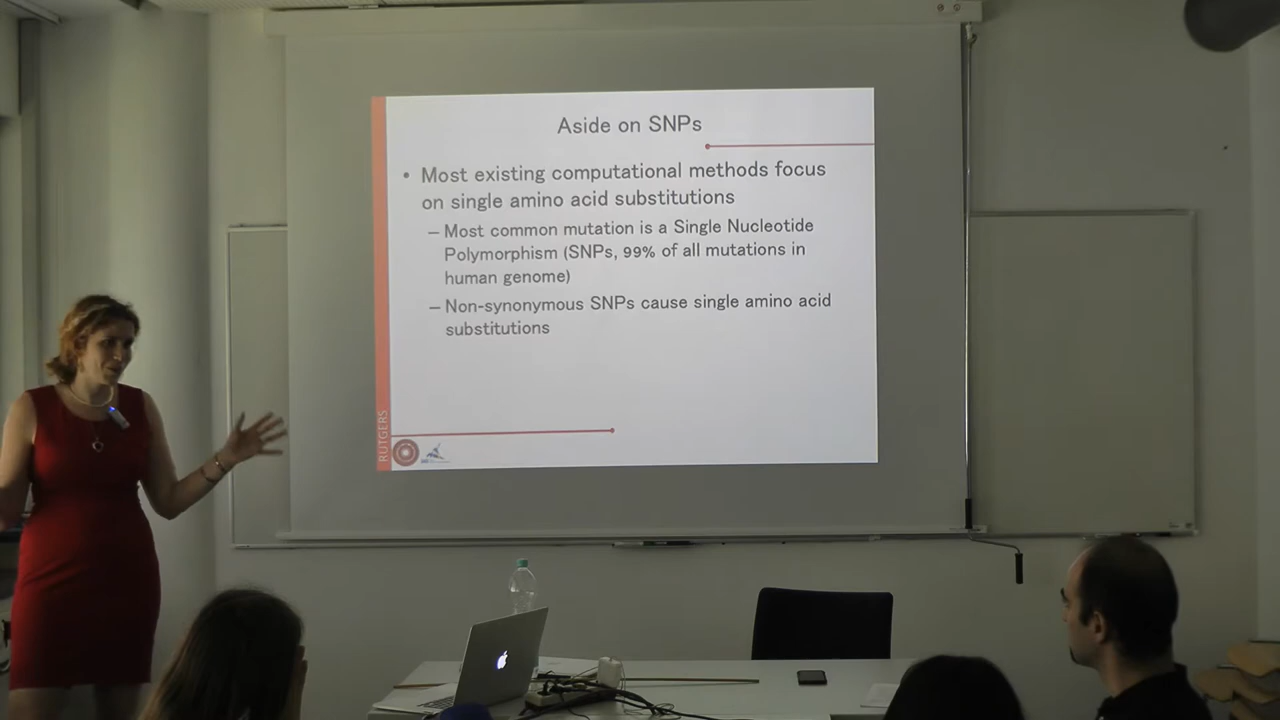 Aside on SNPs
• Most existing computational methods focus
on single amino acid substitutions
– Most common mutation is a Single Nucleotide
Polymorphism (SNPs, 99% of all mutations in
human genome)
– Non-synonymous SNPs cause single amino acid
substitutions
RUTGERS